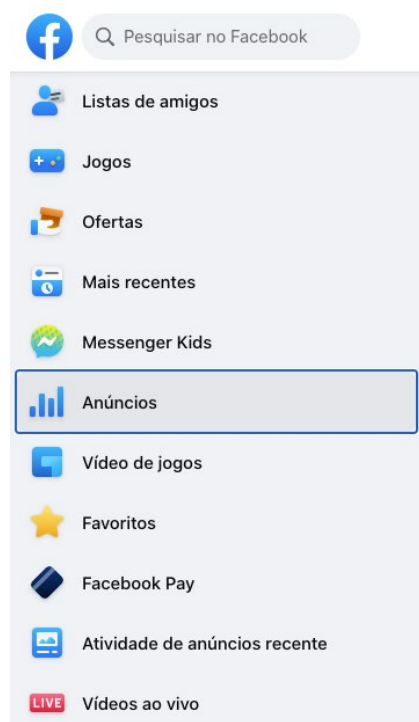 Pesquisar no Facebook
Listas de amigos
Jogos
Ofertas
Mais recentes
Messenger Kids
Anúncios
Vídeo de jogos
Favoritos
Facebook Pay
Atividade de anúncios recente
LIVE Vídeos ao vivo